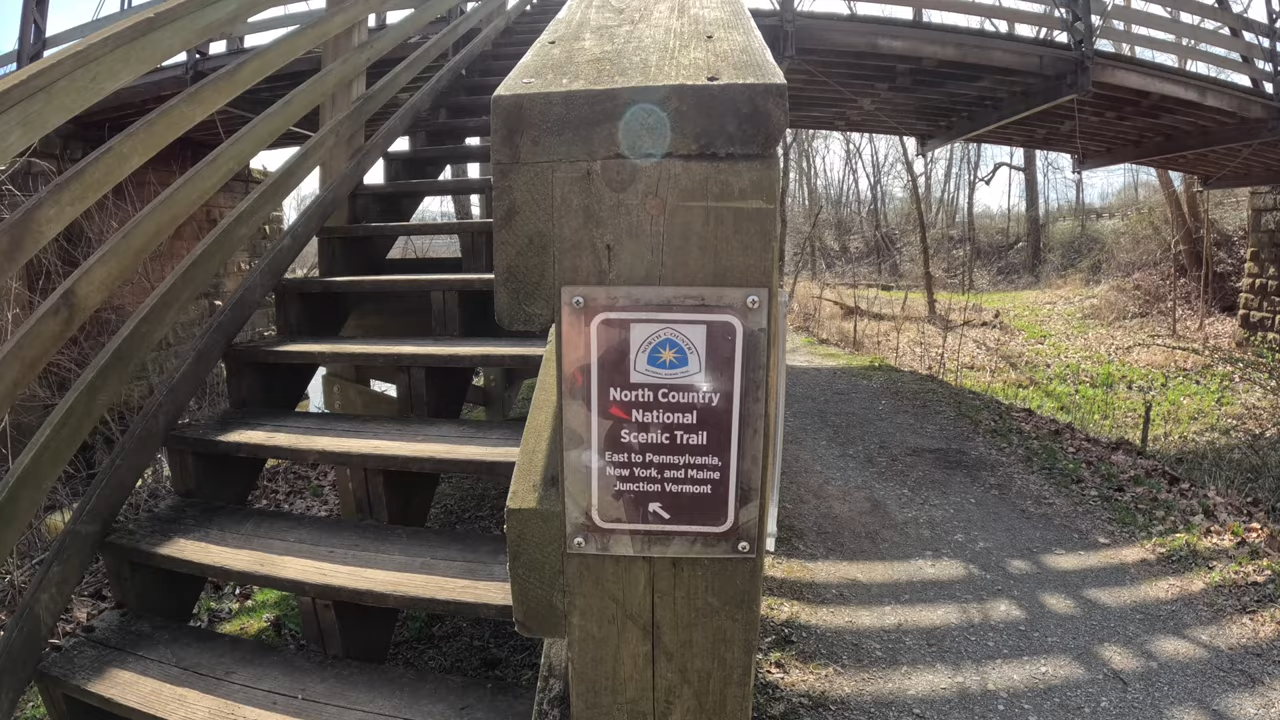 NORTH COUNTRY
NATIONAL SCENIC TRAIL
North Country
National
Scenic Trail
East to Pennsylvania,
New York, and Maine
Junction Vermont